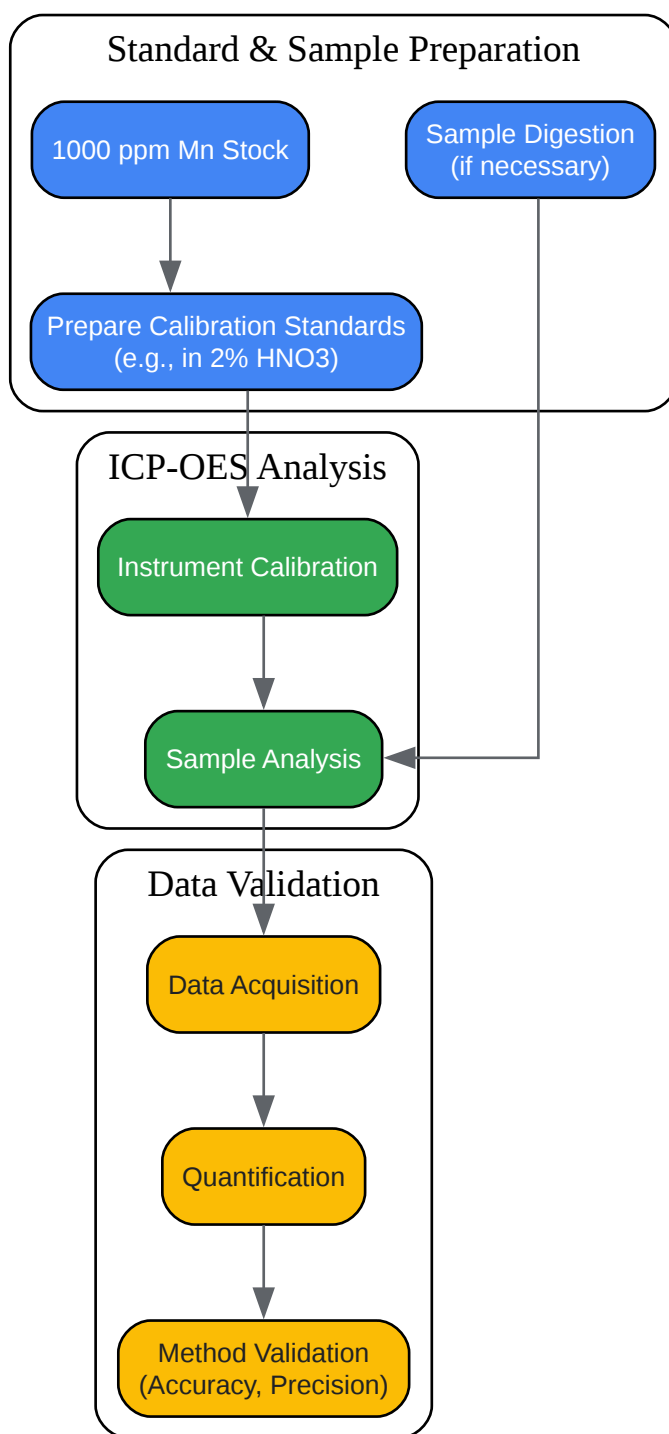 Standard & Sample Preparation
1000 ppm Mn Stock
Sample Digestion
(if necessary)
Prepare Calibration Standards
(e.g., in 2% HNO3)
ICP-OES Analysis
Instrument Calibration
Sample Analysis
Data Validation
Data Acquisition
Quantification
Method Validation
(Accuracy, Precision)